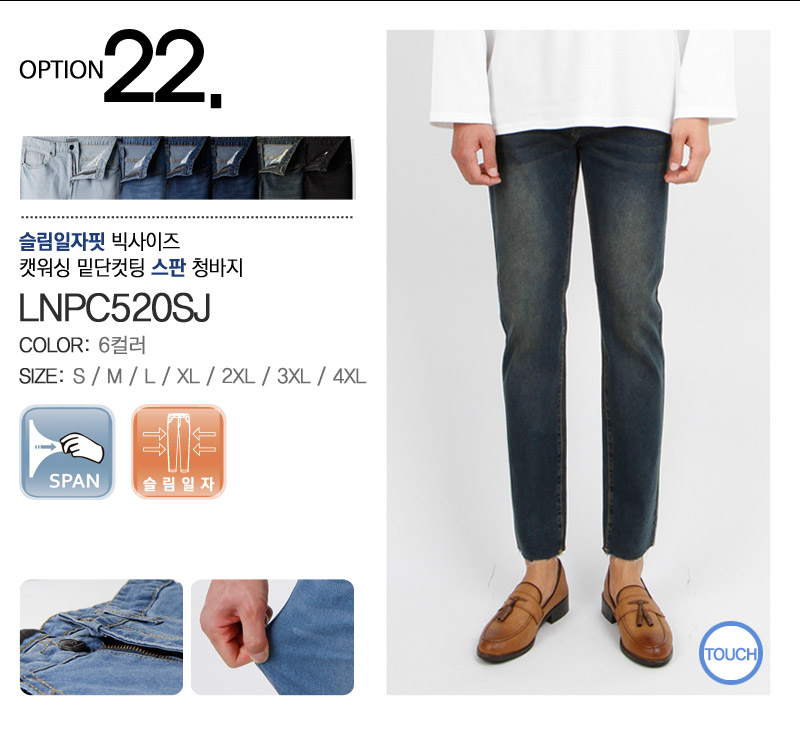 OPTION 22.
슬림일자핏 빅사이즈
캣워싱 밑단컷팅 스판 청바지
LNPC520SJ
COLOR: 6컬러
SIZE: S / M / L / XL / 2XL / 3XL / 4XL
SPAN
슬림일자
TOUCH